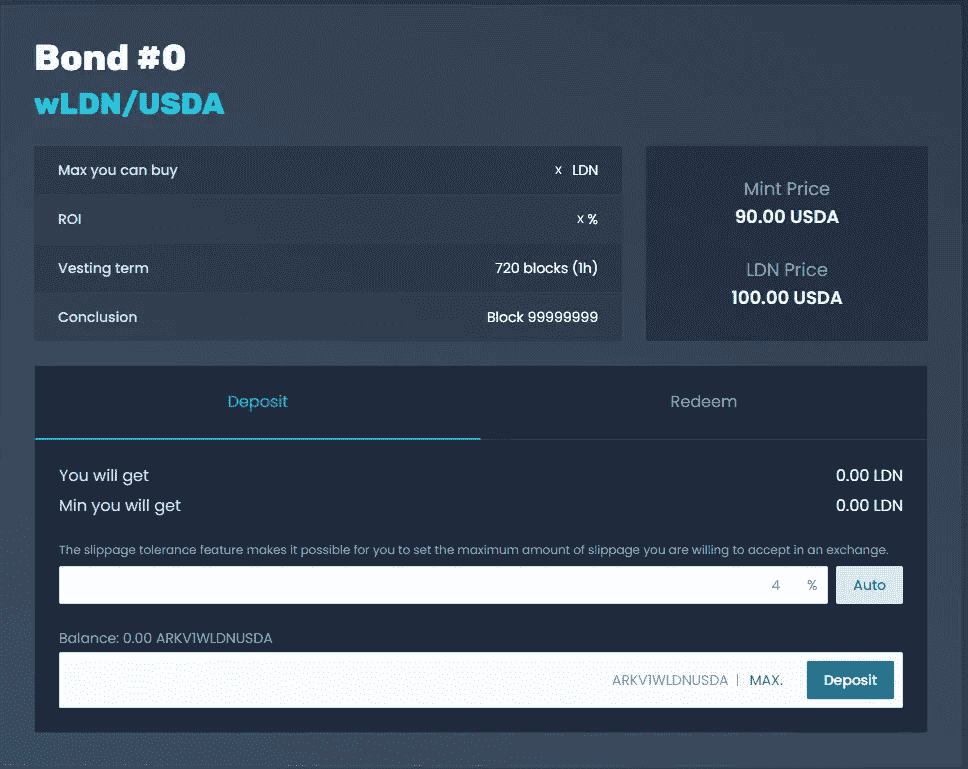 Bond #0
wLDN/USDA
Max you can buy x LDN
ROI x %
Vesting term 720 blocks (1h)
Conclusion Block 99999999
Mint Price
90.00 USDA
LDN Price
100.00 USDA
Deposit Redeem
You will get 0.00 LDN
Min you will get 0.00 LDN
The slippage tolerance feature makes it possible for you to set the maximum amount of slippage you are willing to accept in an exchange.
4 % Auto
Balance: 0.00 ARKV1WLDNUSDA
ARKV1WLDNUSDA | MAX. Deposit